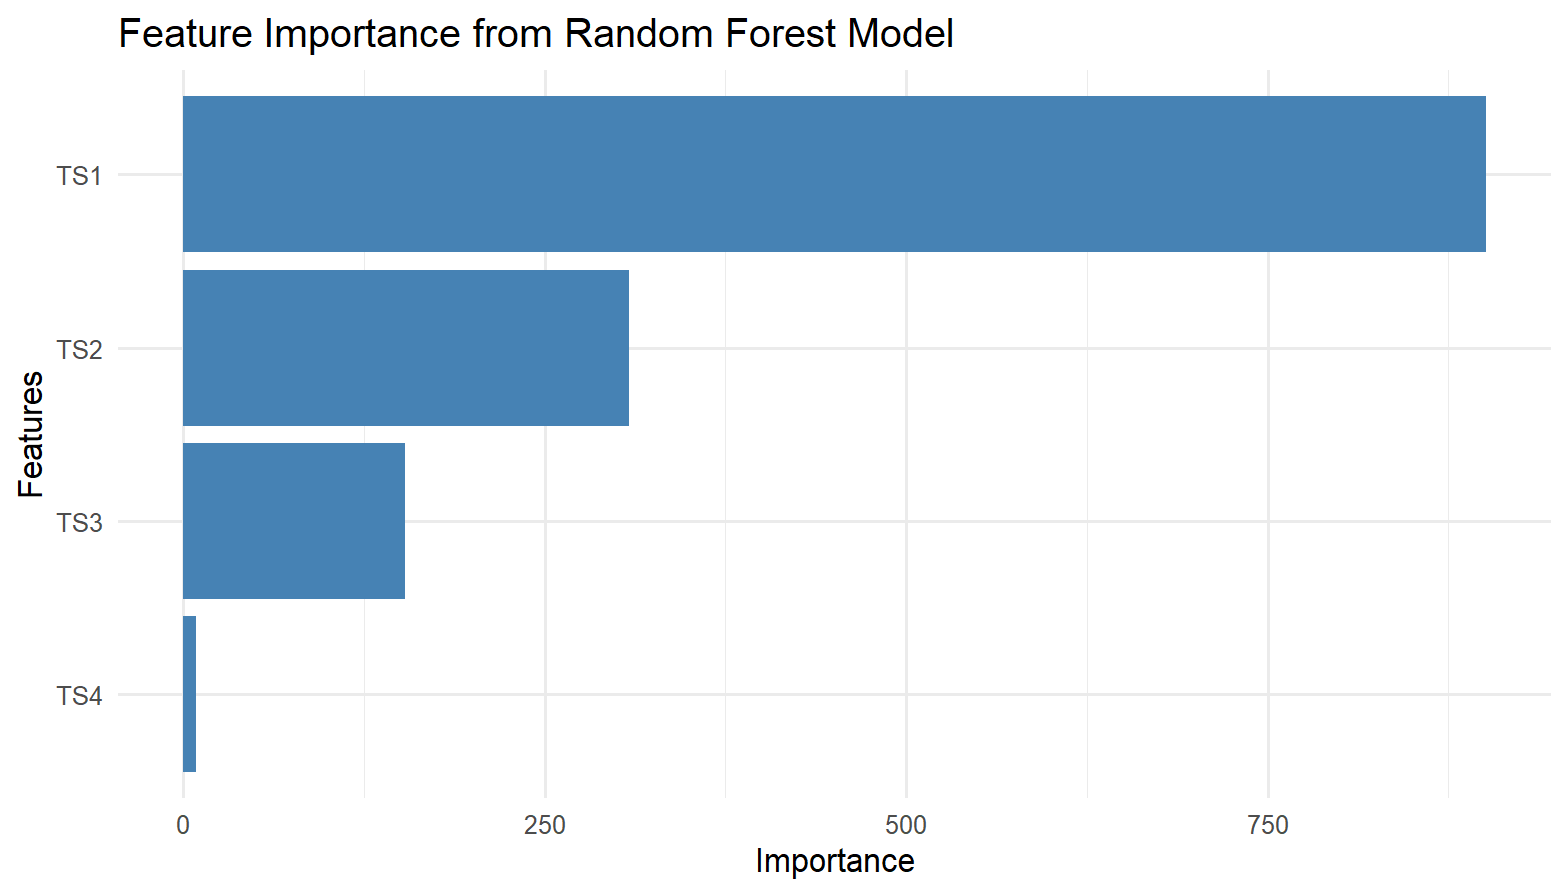 Feature Importance from Random Forest Model
TS1
TS2
TS3
TS4
Features
0 250 500 750
Importance